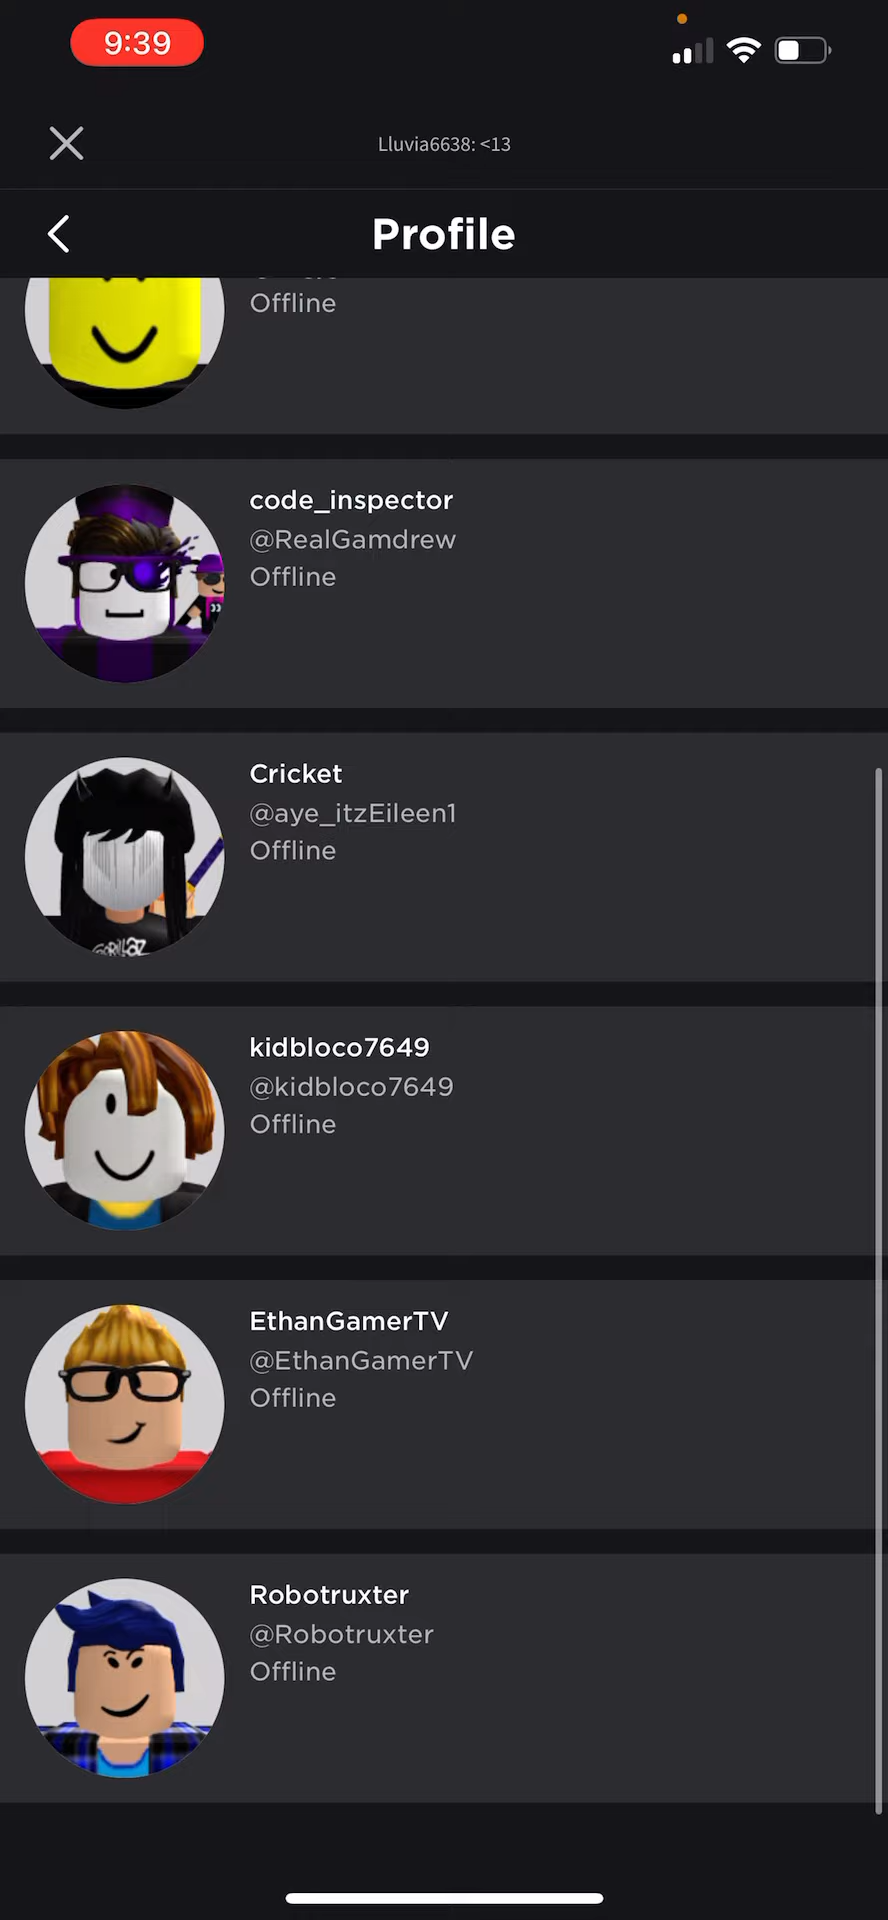 9:39
Lluvia6638: <13
Profile
Offline
code_inspector
@RealGamdrew
Offline
Cricket
@aye_itzEileen1
Offline
GORILLAZ
kidbloco7649
@kidbloco7649
Offline
EthanGamerTV
@EthanGamerTV
Offline
Robotruxter
@Robotruxter
Offline